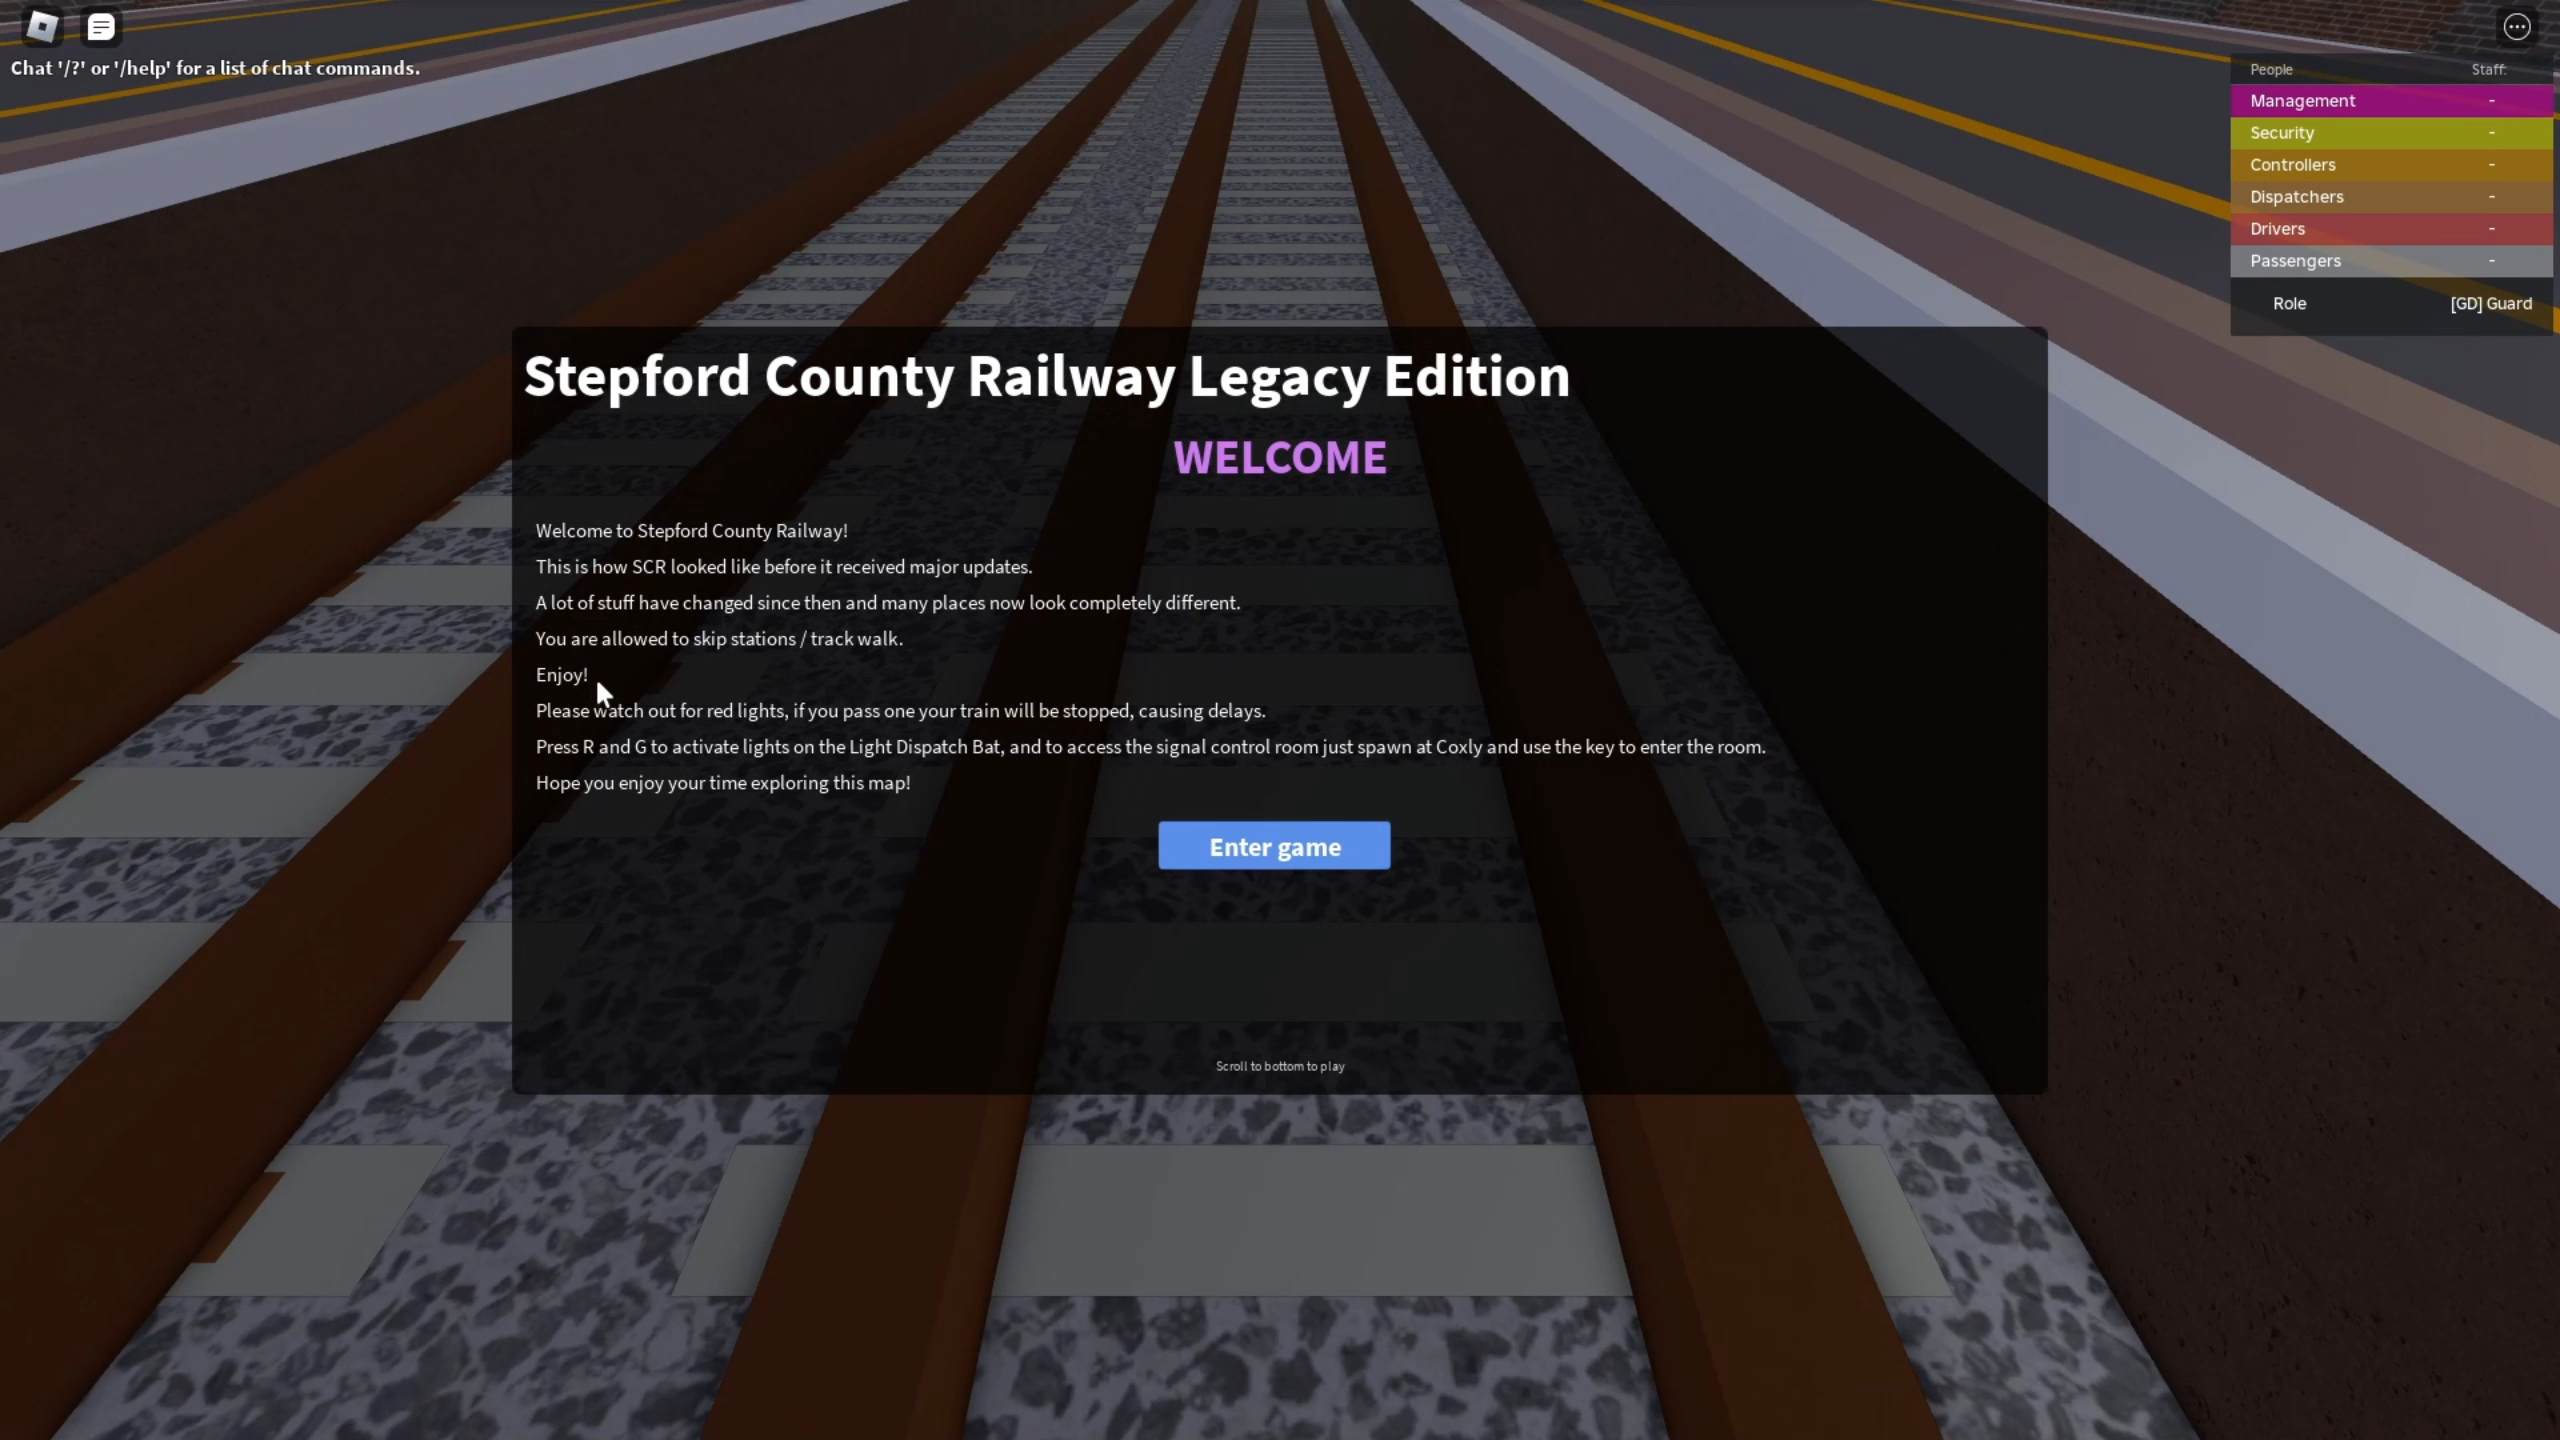 Chat '/?' or '/help' for a list of chat commands.
People Staff:
Management -
Security -
Controllers -
Dispatchers -
Drivers -
Passengers -
Role [GD] Guard
Stepford County Railway Legacy Edition
WELCOME
Welcome to Stepford County Railway!
This is how SCR looked like before it received major updates.
A lot of stuff have changed since then and many places now look completely different.
You are allowed to skip stations / track walk.
Enjoy!
Please watch out for red lights, if you pass one your train will be stopped, causing delays.
Press R and G to activate lights on the Light Dispatch Bat, and to access the signal control room just spawn at Coxly and use the key to enter the room.
Hope you enjoy your time exploring this map!
Enter game
Scroll to bottom to play